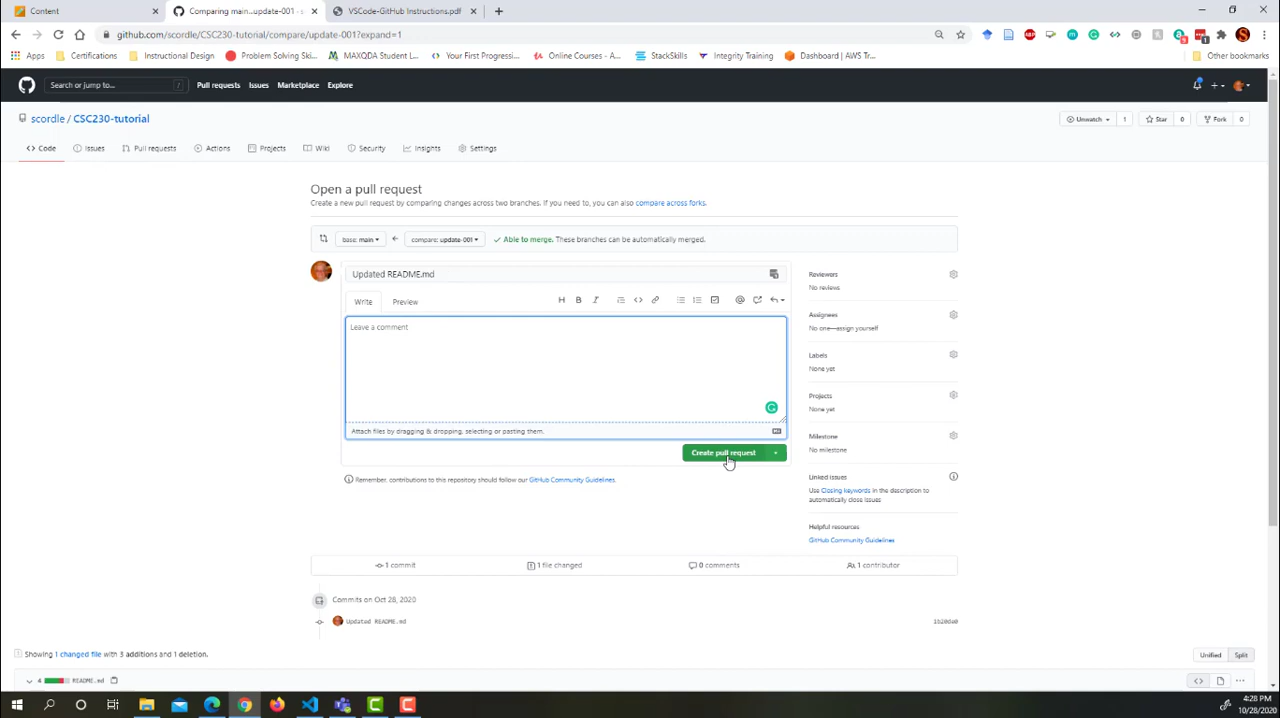 Content
Comparing main...update-001 · s
VSCode-GitHub Instructions.pdf
github.com/scordle/CSC230-tutorial/compare/update-001?expand=1
Apps Certifications Instructional Design Problem Solving Ski... MAXQDA Student L... Your First Progressi... Online Courses - A... StackSkills Integrity Training Dashboard | AWS Tr... Other bookmarks
Search or jump to... / Pull requests Issues Marketplace Explore
scordle / CSC230-tutorial Unwatch 1 Star 0 Fork 0
Code Issues Pull requests Actions Projects Wiki Security Insights Settings
Open a pull request
Create a new pull request by comparing changes across two branches. If you need to, you can also compare across forks.
base: main compare: update-001 Able to merge. These branches can be automatically merged.
Updated README.md
Write Preview
Leave a comment
Attach files by dragging & dropping, selecting or pasting them.
Create pull request
Remember, contributions to this repository should follow our GitHub Community Guidelines.
Reviewers
No reviews
Assignees
No one—assign yourself
Labels
None yet
Projects
None yet
Milestone
No milestone
Linked issues
Use Closing keywords in the description to
automatically close issues
Helpful resources
GitHub Community Guidelines
1 commit 1 file changed 0 comments 1 contributor
Commits on Oct 28, 2020
Updated README.md
Showing 1 changed file with 3 additions and 1 deletion.
Unified Split
4 README.md
4:28 PM
10/28/2020